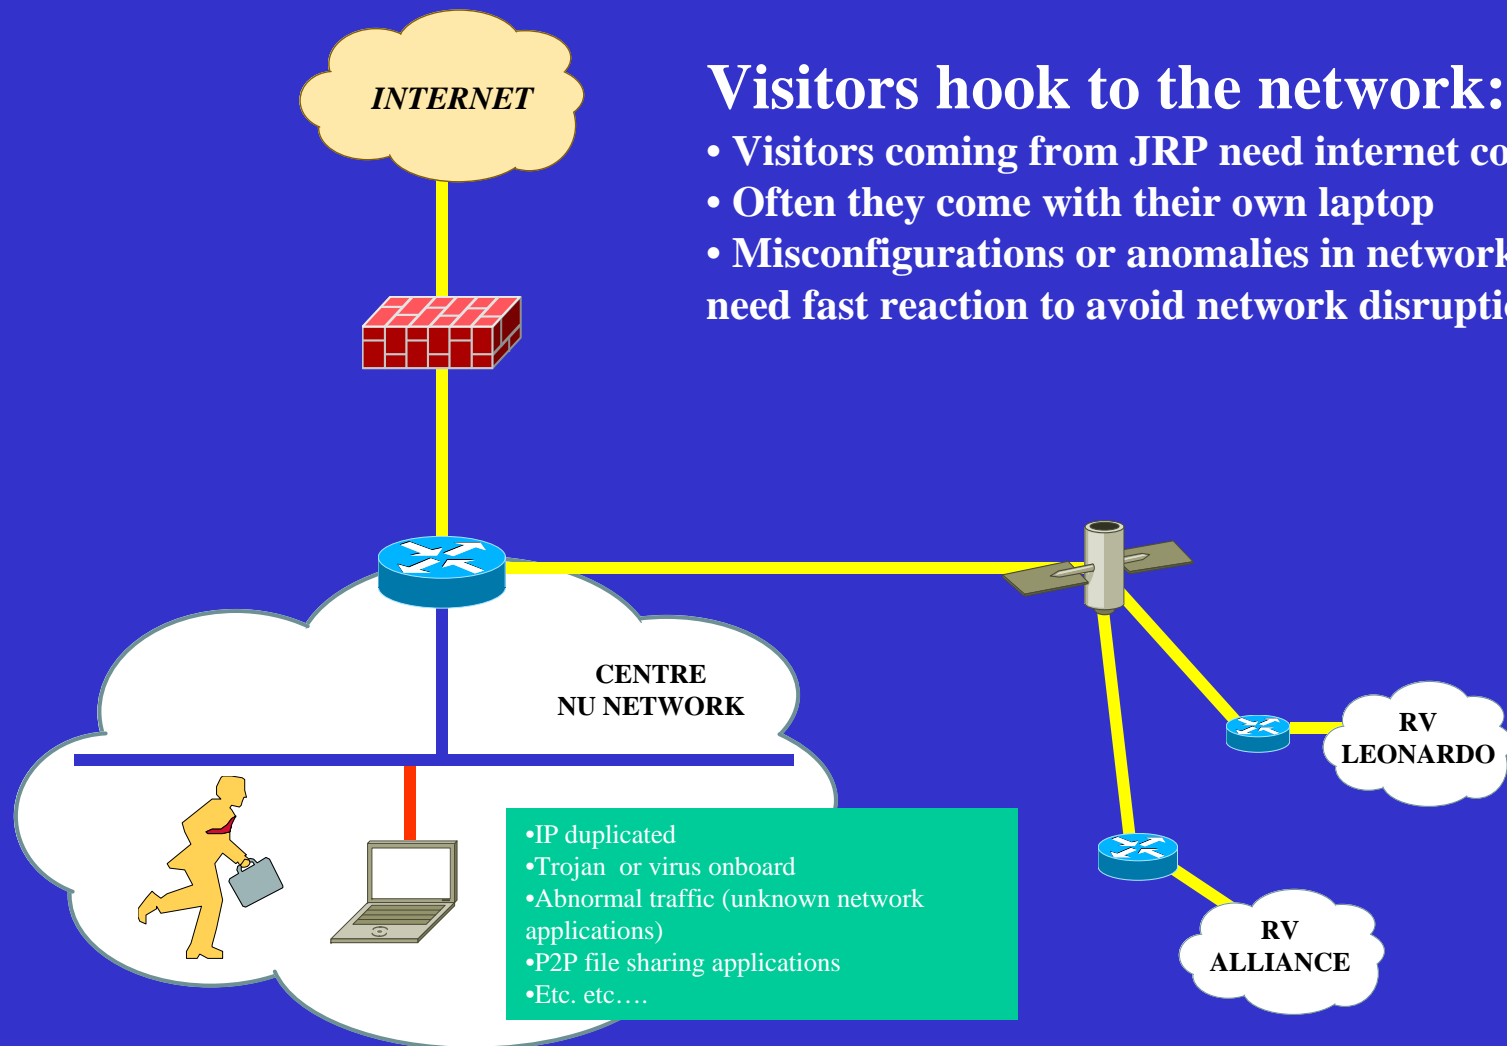 INTERNET
Visitors hook to the network:
• Visitors coming from JRP need internet
• Often they come with their own laptop
• Misconfigurations or anomalies in network
need fast reaction to avoid network
CENTRE
NU NETWORK
RV
LEONARDO
•IP duplicated
•Trojan or virus onboard
•Abnormal traffic (unknown network
applications)
•P2P file sharing applications
•Etc. etc….
RV
ALLIANCE